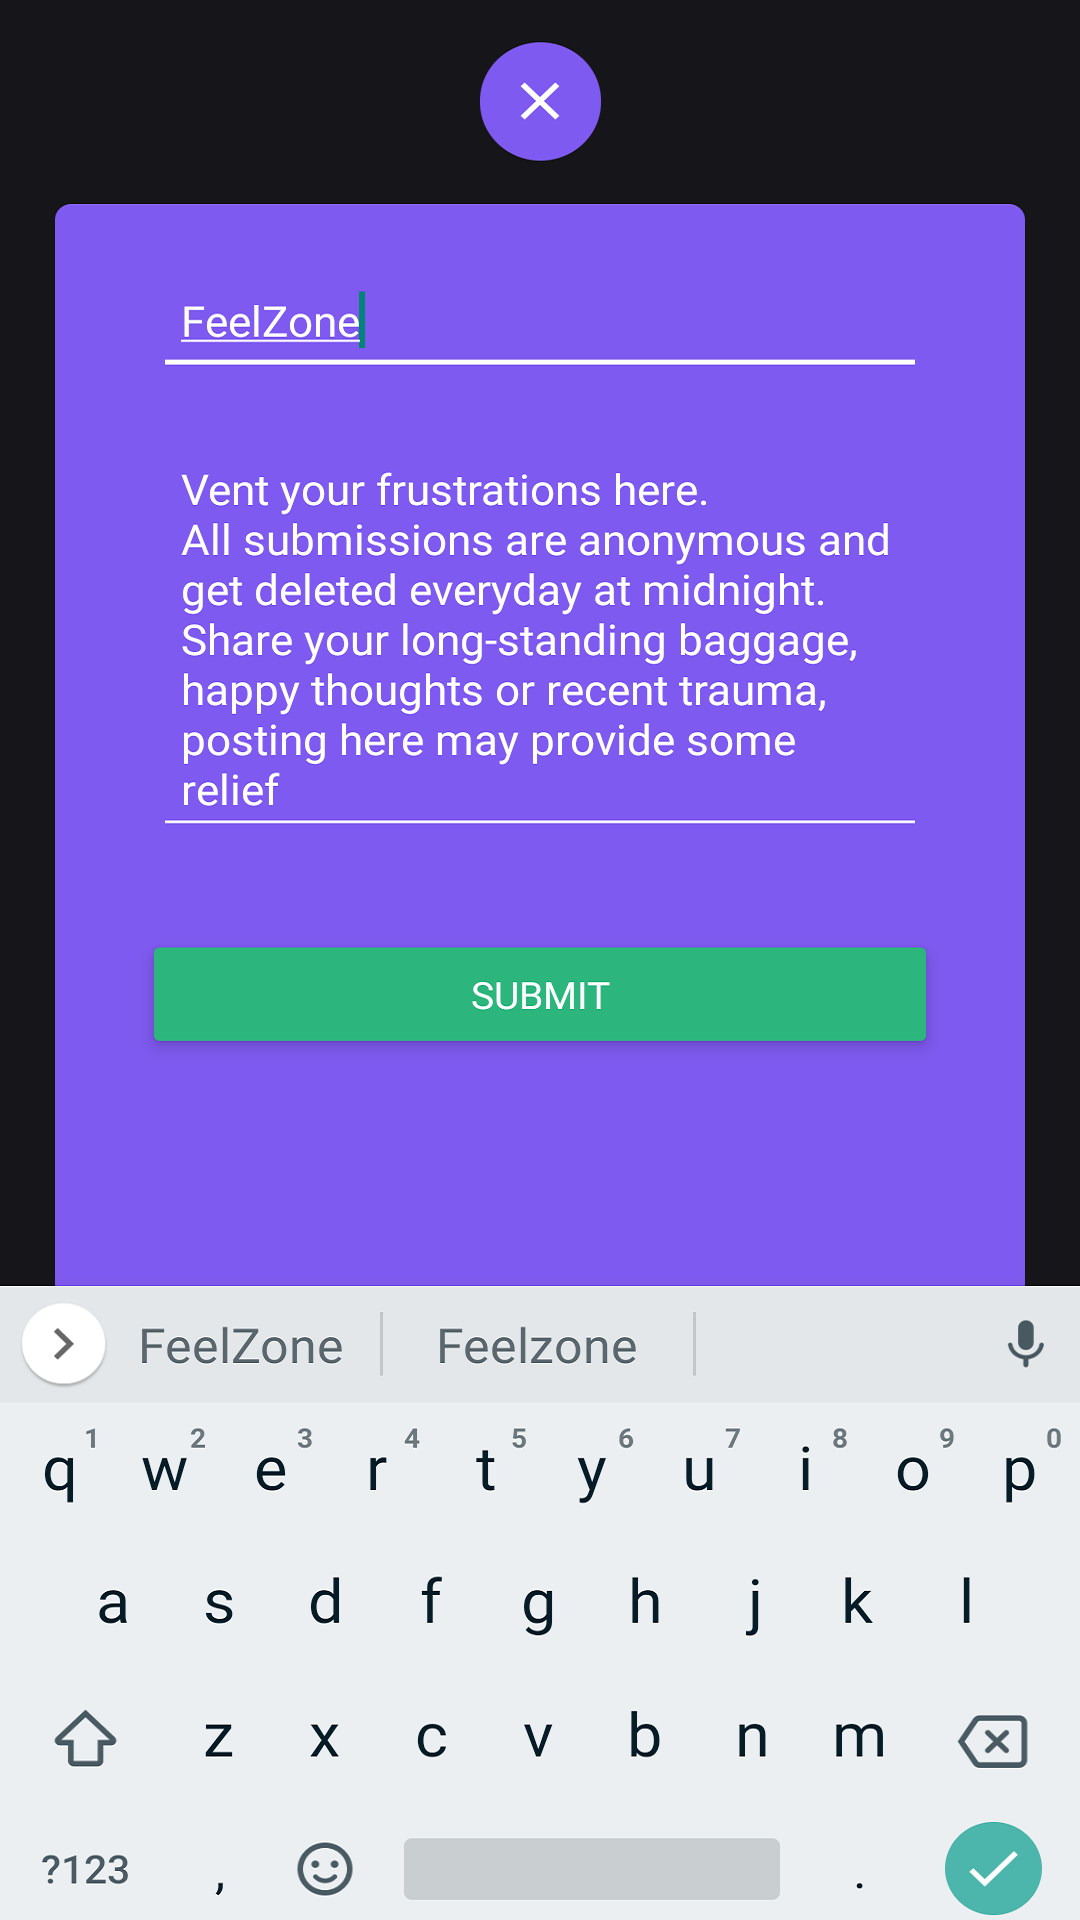 FeelZone
Vent your frustrations here.
All submissions are anonymous and
get deleted everyday at midnight.
Share your long-standing baggage,
happy thoughts or recent trauma,
posting here may provide some
relief
SUBMIT
FeelZone Feelzone
1 2 3 4 5 6 7 8 9 0
q w e r t y u i o p
a s d f g h j k l
z x c v b n m
?123 , .